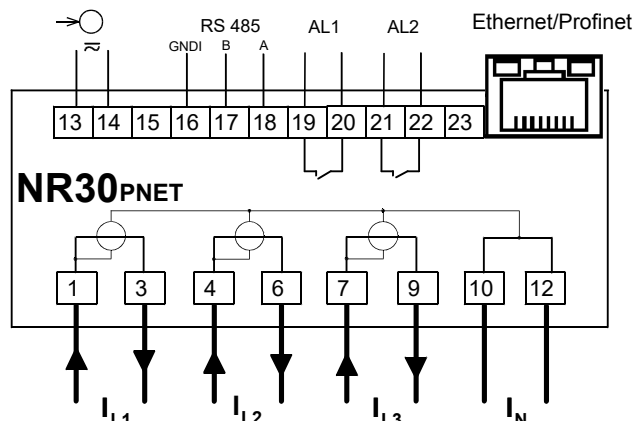 RS 485 AL1 AL2 Ethernet/Profinet
GNDI B A
13 14 15 16 17 18 19 20 21 22 23
NR30PNET
1 3 4 6 7 9 10 12
IL1 IL2 IL3 IN